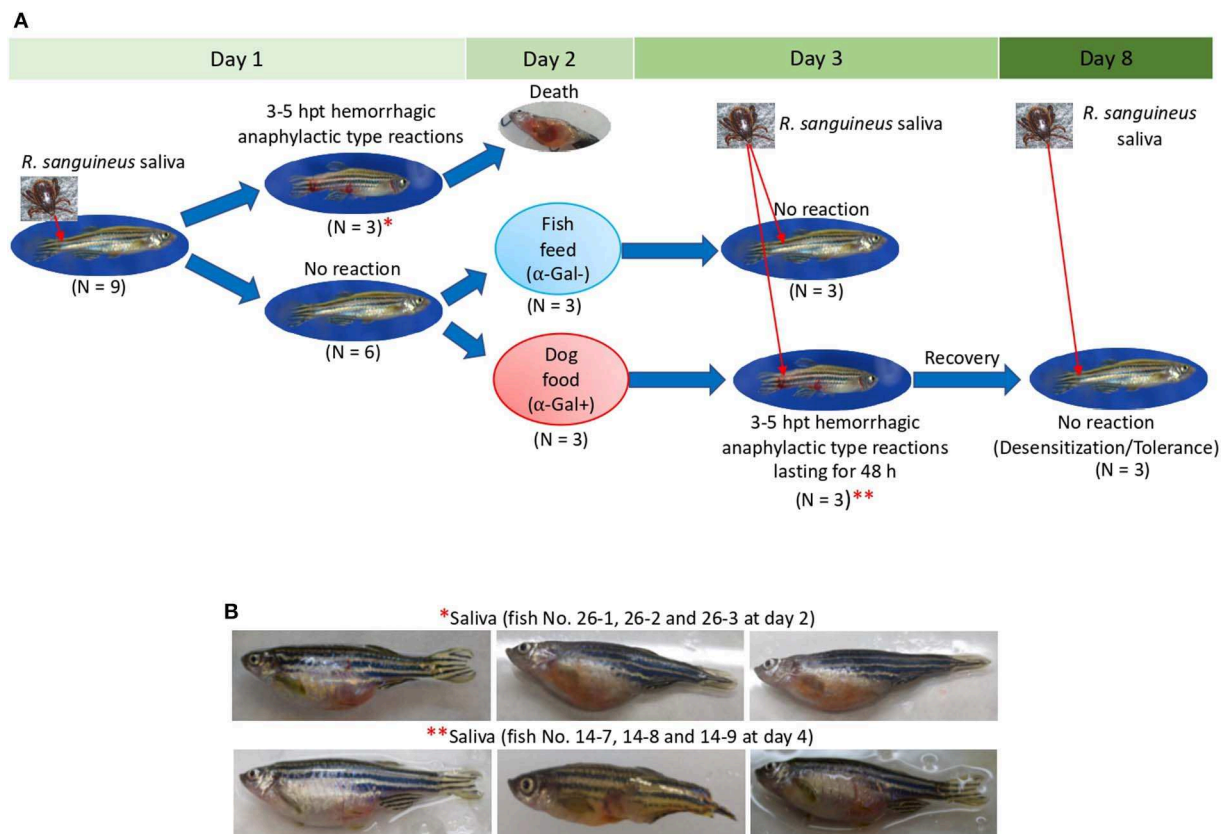 A
Day 1
Day 2
Day 3
Day 8
R. sanguineus saliva
(N = 9)
3-5 hpt hemorrhagic
anaphylactic type reactions
(N = 3)*
No reaction
(N = 6)
Death
Fish
feed
(α-Gal-)
(N = 3)
Dog
food
(α-Gal+)
(N = 3)
R. sanguineus saliva
No reaction
(N = 3)
3-5 hpt hemorrhagic
anaphylactic type reactions
lasting for 48 h
(N = 3)**
Recovery
R. sanguineus
saliva
No reaction
(Desensitization/Tolerance)
(N = 3)
B
*Saliva (fish No. 26-1, 26-2 and 26-3 at day 2)
**Saliva (fish No. 14-7, 14-8 and 14-9 at day 4)